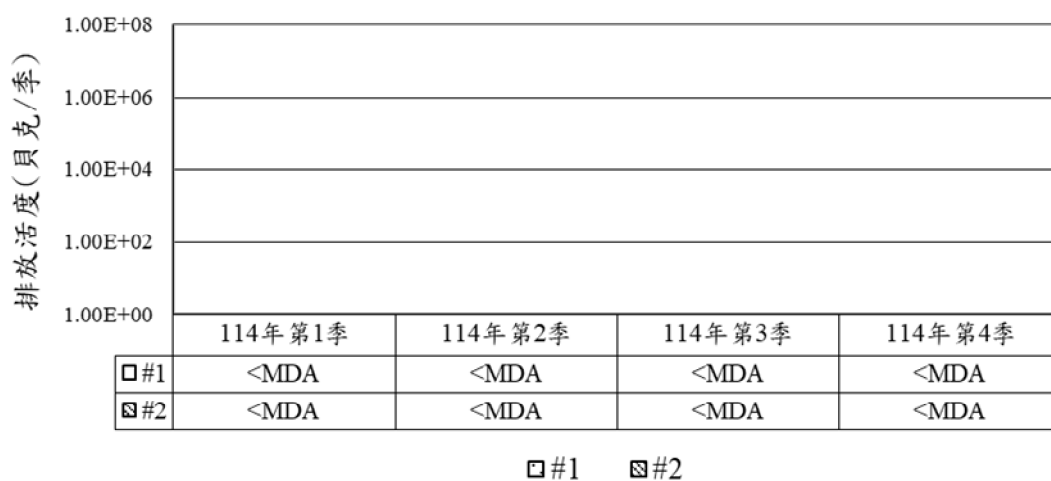 排放活度(貝克/季)
1.00E+08
1.00E+06
1.00E+04
1.00E+02
1.00E+00
114年第1季 114年第2季 114年第3季 114年第4季
#1 <MDA <MDA <MDA <MDA
#2 <MDA <MDA <MDA <MDA
#1 #2